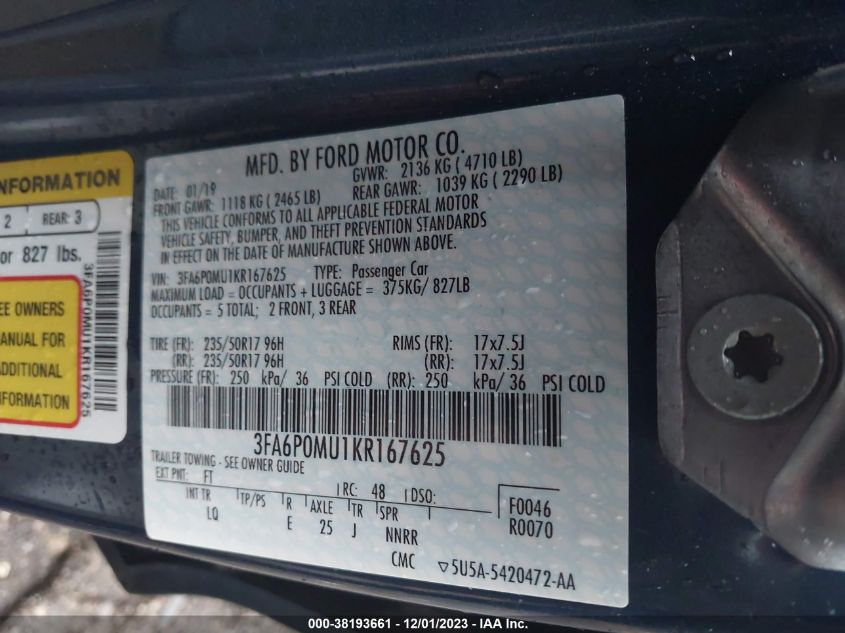 NFORMATION
2 REAR: 3
or 827 lbs.
EE OWNERS
MANUAL FOR
ADDITIONAL
NFORMATION
3FA6P0MU1KR167625
MFD. BY FORD MOTOR CO.
DATE: 01/19 GVWR: 2136 KG ( 4710 LB)
FRONT GAWR: 1118 KG ( 2465 LB) REAR GAWR: 1039 KG ( 2290 LB)
THIS VEHICLE CONFORMS TO ALL APPLICABLE FEDERAL MOTOR
VEHICLE SAFETY, BUMPER, AND THEFT PREVENTION STANDARDS
IN EFFECT ON THE DATE OF MANUFACTURE SHOWN ABOVE.
VIN: 3FA6P0MU1KR167625 TYPE: Passenger Car
MAXIMUM LOAD = OCCUPANTS + LUGGAGE = 375KG/ 827LB
OCCUPANTS = 5 TOTAL; 2 FRONT, 3 REAR
TIRE (FR): 235/50R17 96H RIMS (FR): 17x7.5J
(RR): 235/50R17 96H (RR): 17x7.5J
PRESSURE (FR): 250 kPa/ 36 PSI COLD (RR): 250 kPa/ 36 PSI COLD
3FA6P0MU1KR167625
TRAILER TOWING - SEE OWNER GUIDE
EXT PNT: FT RC: 48 DSO: F0046
INT TR TP/PS R AXLE TR SPR R0070
LQ E 25 J NNRR
CMC ▽5U5A-5420472-AA
000-38193661 - 12/01/2023 - IAA Inc.